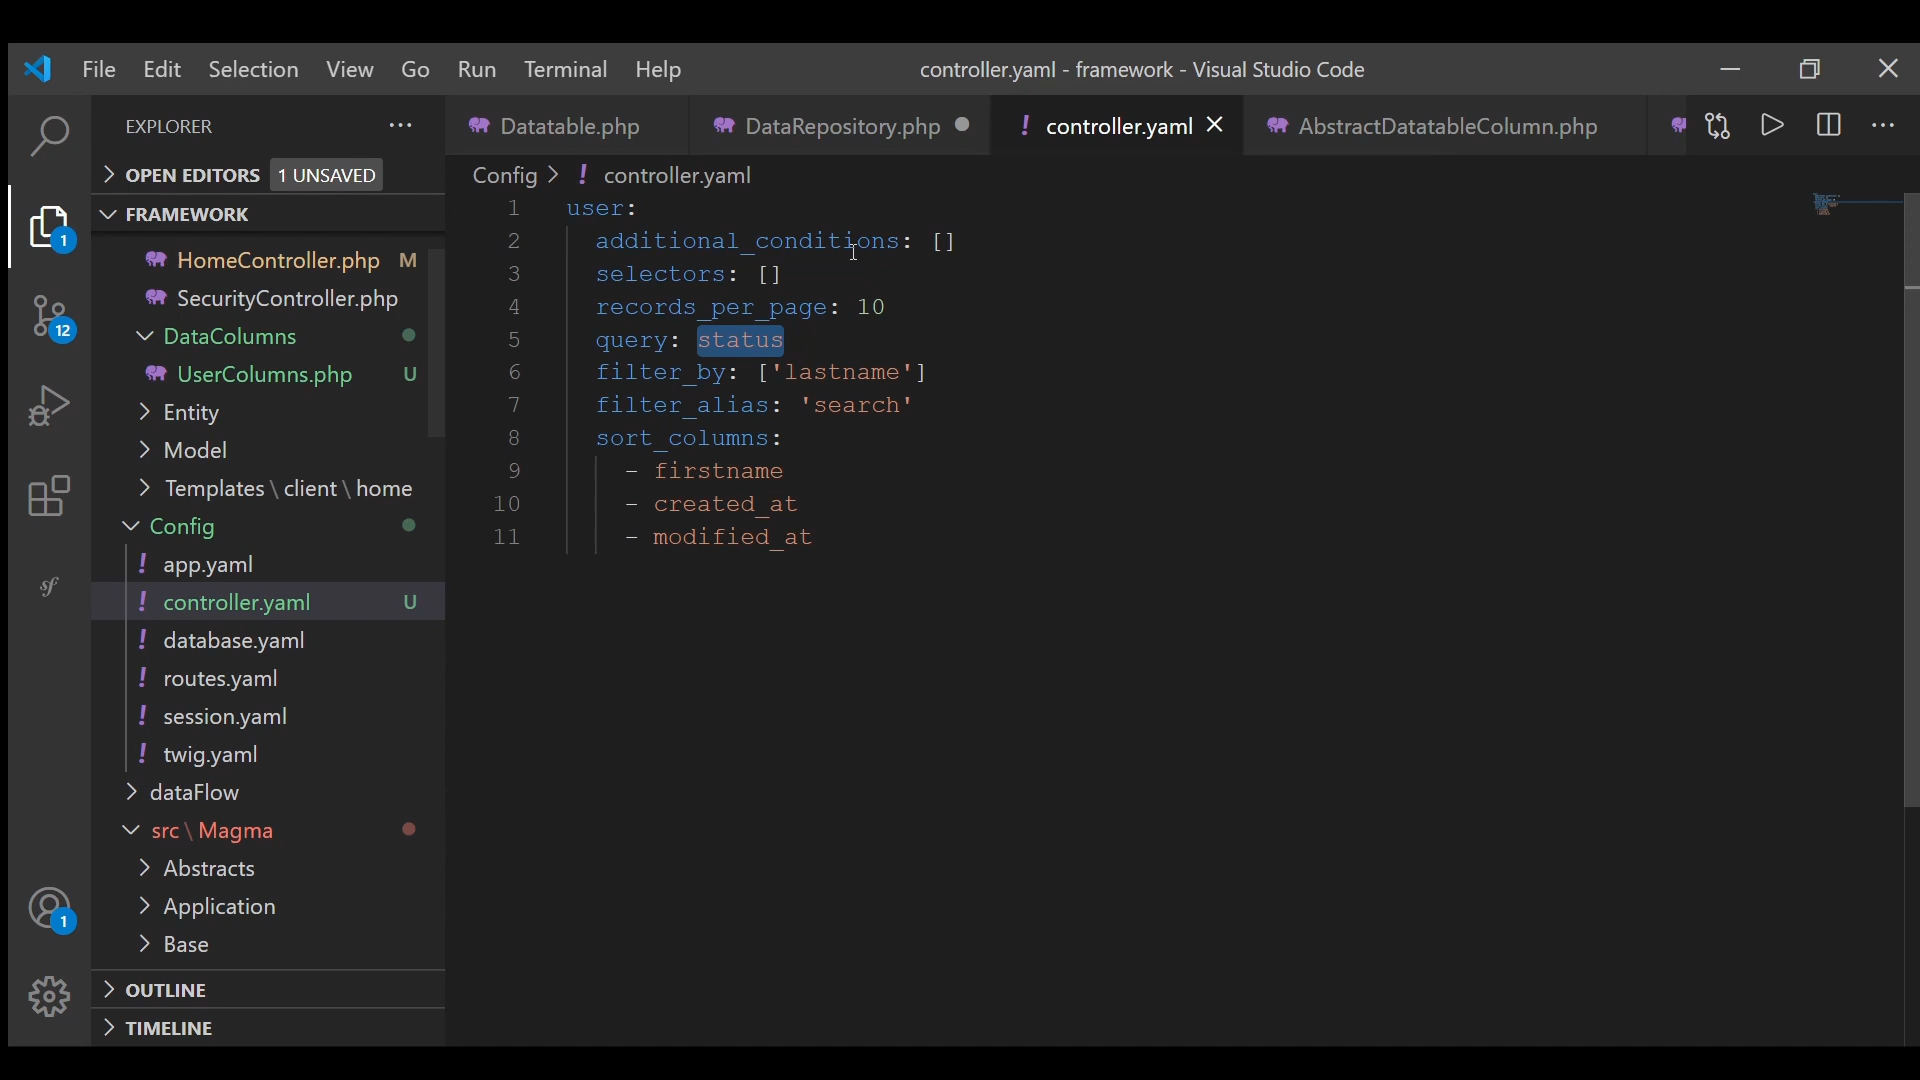 File Edit Selection View Go Run Terminal Help
controller.yaml - framework - Visual Studio Code
EXPLORER
Datatable.php
DataRepository.php
! controller.yaml
AbstractDatatableColumn.php
OPEN EDITORS 1 UNSAVED
Config > ! controller.yaml
FRAMEWORK
HomeController.php M
SecurityController.php
DataColumns
UserColumns.php U
Entity
Model
Templates \ client \ home
Config
! app.yaml
! controller.yaml U
! database.yaml
! routes.yaml
! session.yaml
! twig.yaml
dataFlow
src \ Magma
Abstracts
Application
Base
OUTLINE
TIMELINE
1
12
sf
1
1 user:
2 additional_conditions: []
3 selectors: []
4 records_per_page: 10
5 query: status
6 filter_by: ['lastname']
7 filter_alias: 'search'
8 sort_columns:
9 - firstname
10 - created_at
11 - modified_at